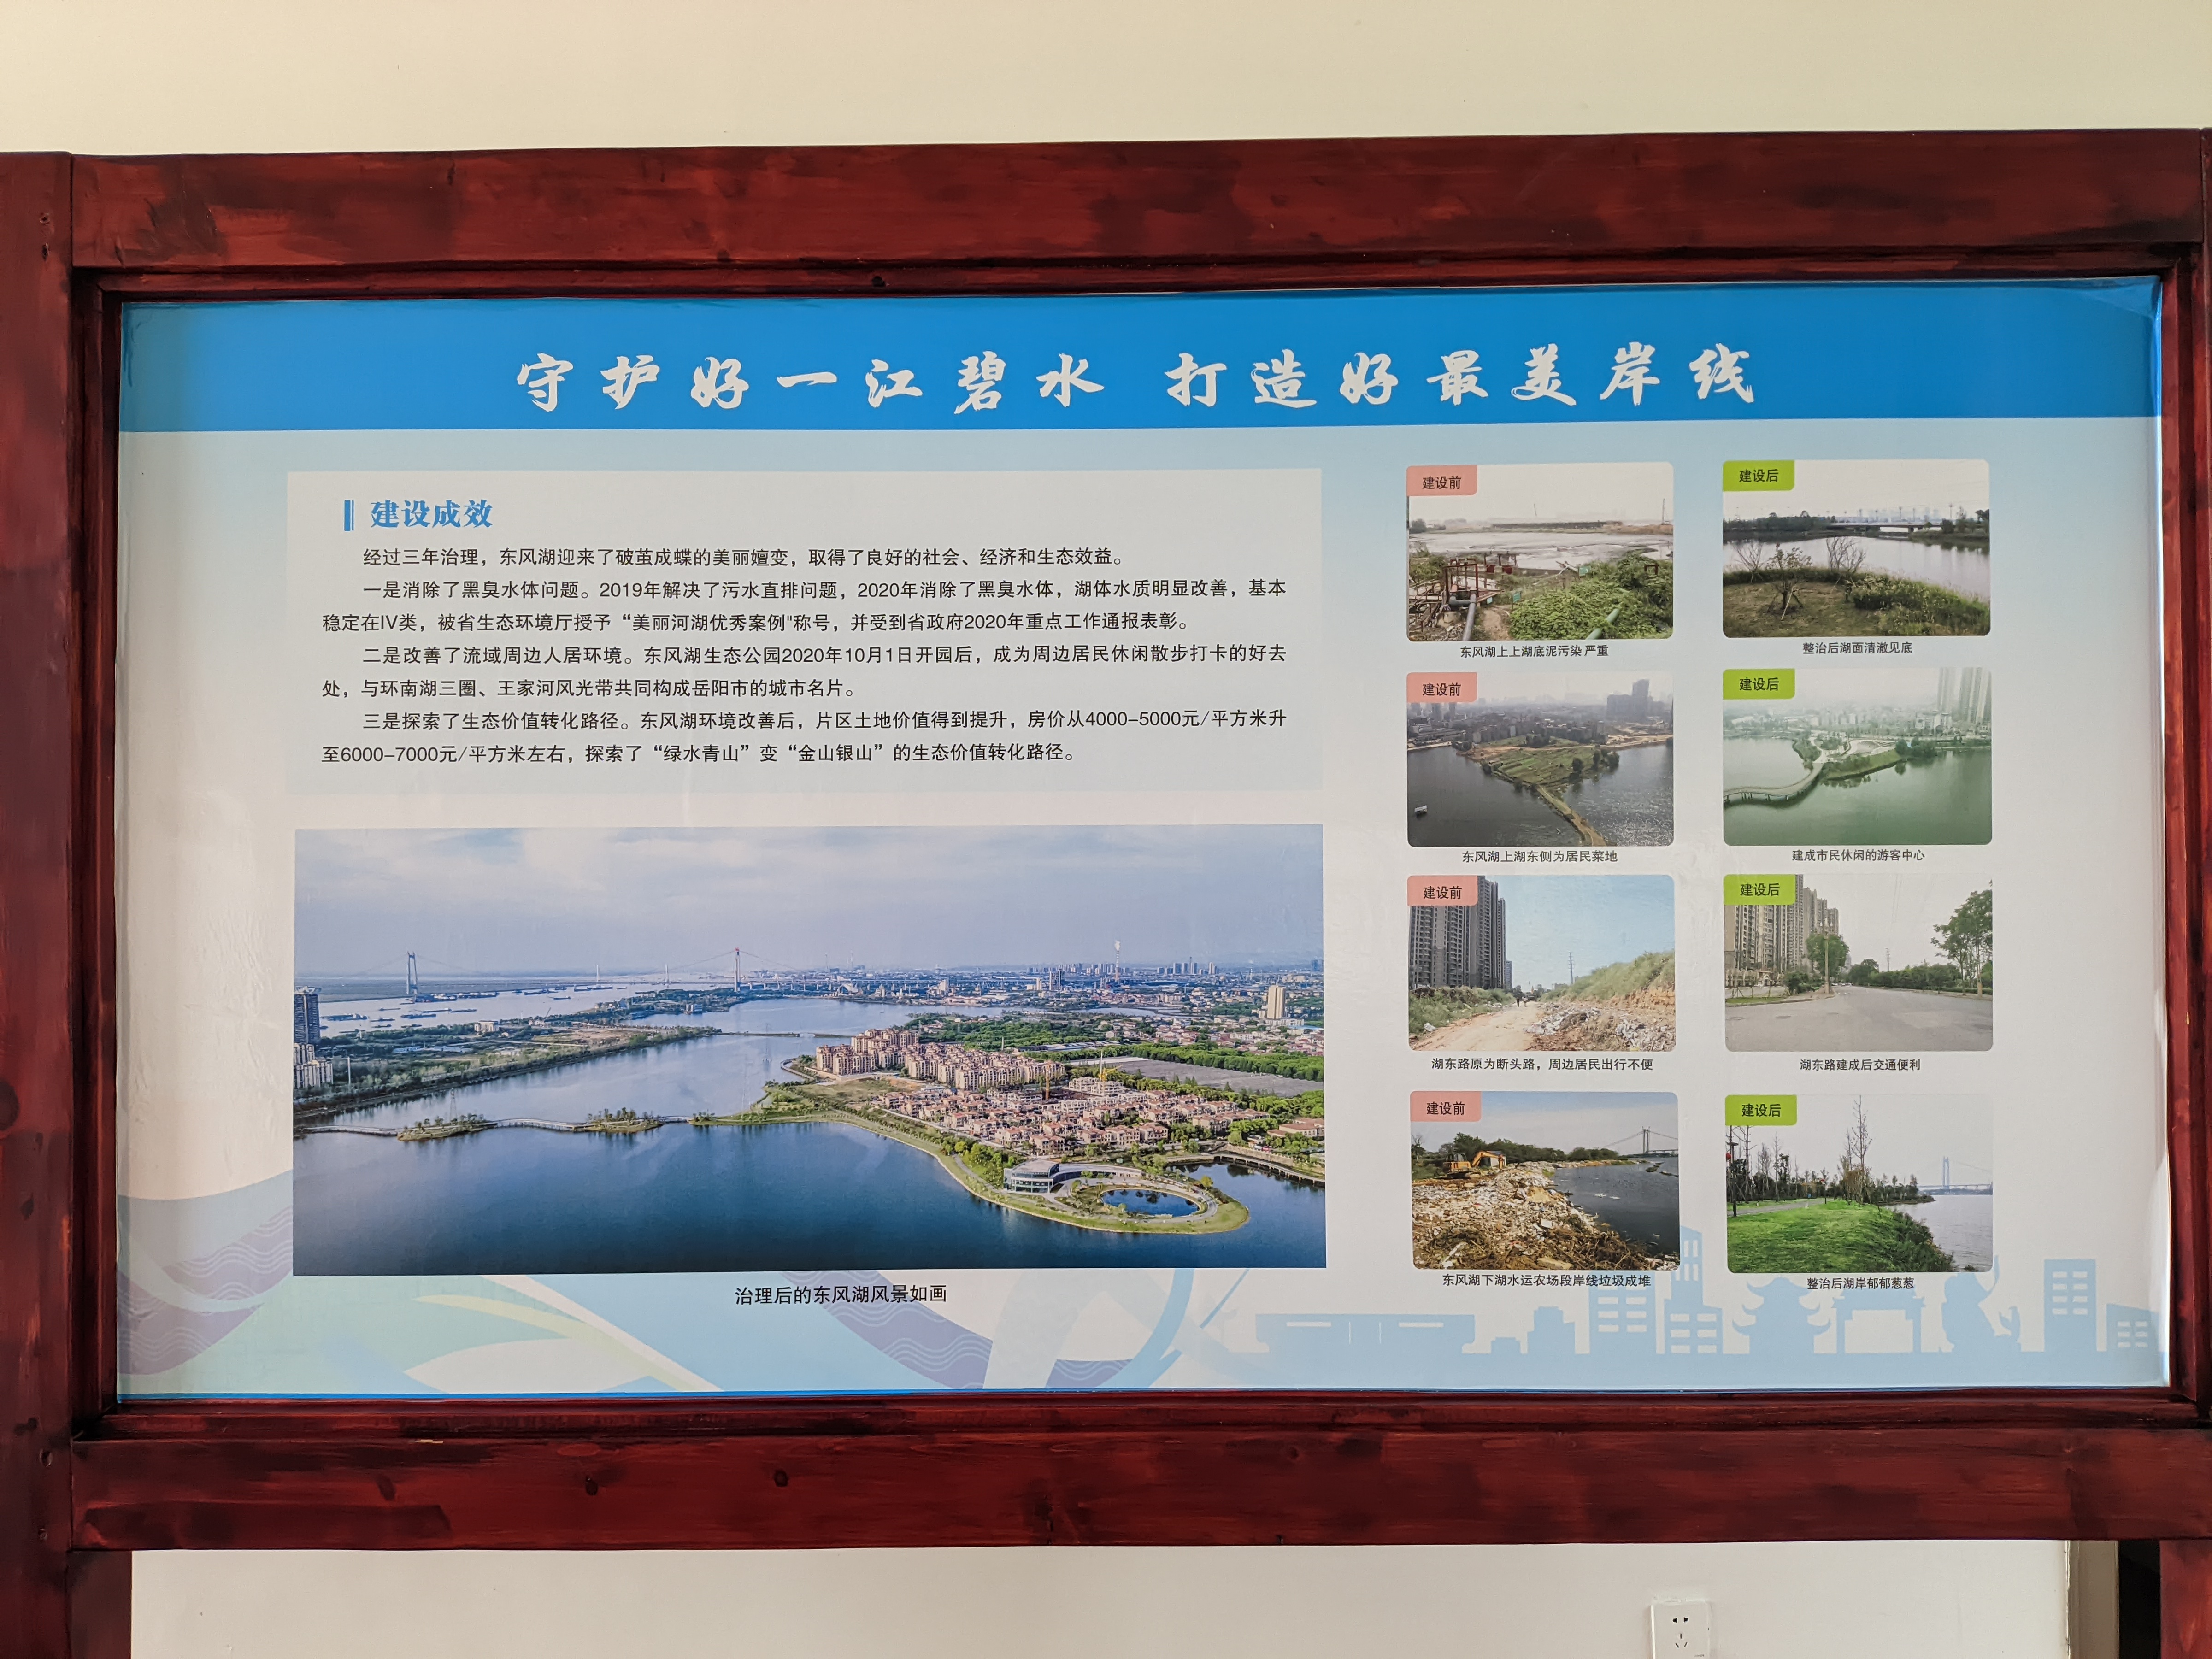 守护好一江碧水 打造好最美岸线
建设成效
经过三年治理，东风湖迎来了破茧成蝶的美丽嬗变，取得了良好的社会、经济和生态效益。
一是消除了黑臭水体问题。2019年解决了污水直排问题，2020年消除了黑臭水体，湖体水质明显改善，基本
稳定在IV类，被省生态环境厅授予“美丽河湖优秀案例"称号，并受到省政府2020年重点工作通报表彰。
二是改善了流域周边人居环境。东风湖生态公园2020年10月1日开园后，成为周边居民休闲散步打卡的好去
处，与环南湖三圈、王家河风光带共同构成岳阳市的城市名片。
三是探索了生态价值转化路径。东风湖环境改善后，片区土地价值得到提升，房价从4000-5000元/平方米升
至6000-7000元/平方米左右，探索了“绿水青山”变“金山银山”的生态价值转化路径。
治理后的东风湖风景如画
建设前
东风湖上上湖底泥污染 严重
建设后
整治后湖面清澈见底
建设前
东风湖上湖东侧为居民菜地
建设后
建成市民休闲的游客中心
建设前
湖东路原为断头路，周边居民出行不便
建设后
湖东路建成后交通便利
建设前
东风湖下湖水运农场段岸线垃圾成堆
建设后
整治后湖岸郁郁葱葱